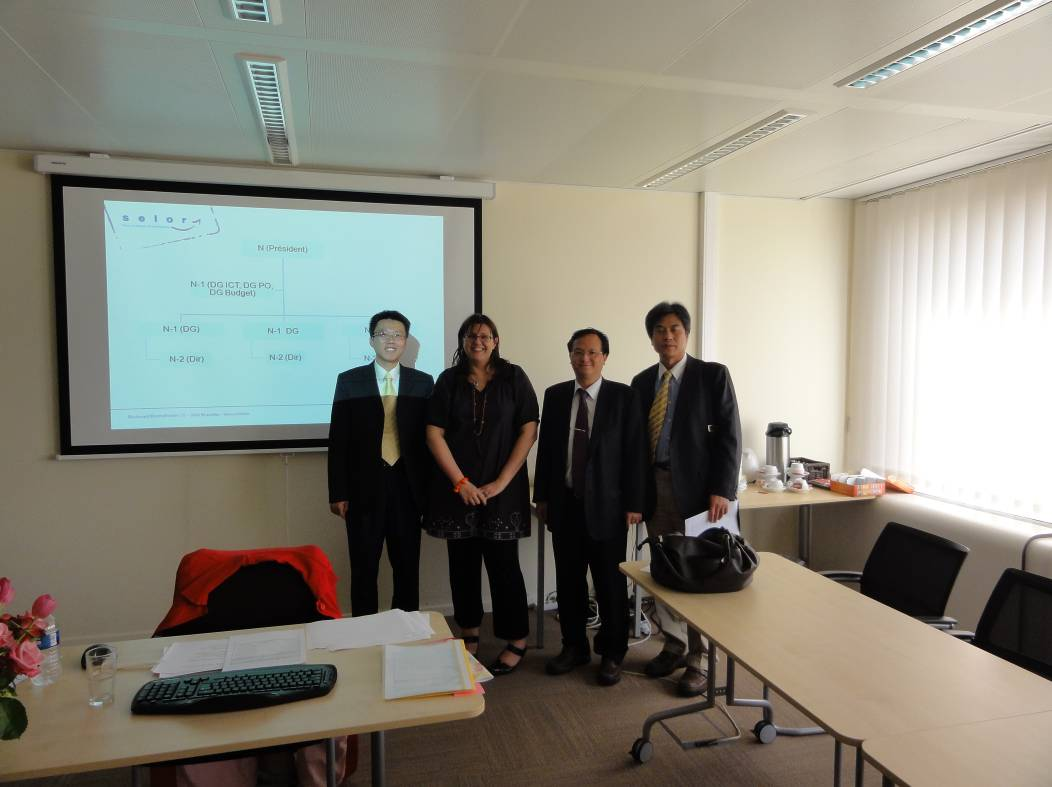 selor
N (Président)
N-1 (DG ICT, DG PO,
DG Budget)
N-1 (DG)
N-1 DG
N-2 (Dir)
N-2 (Dir)